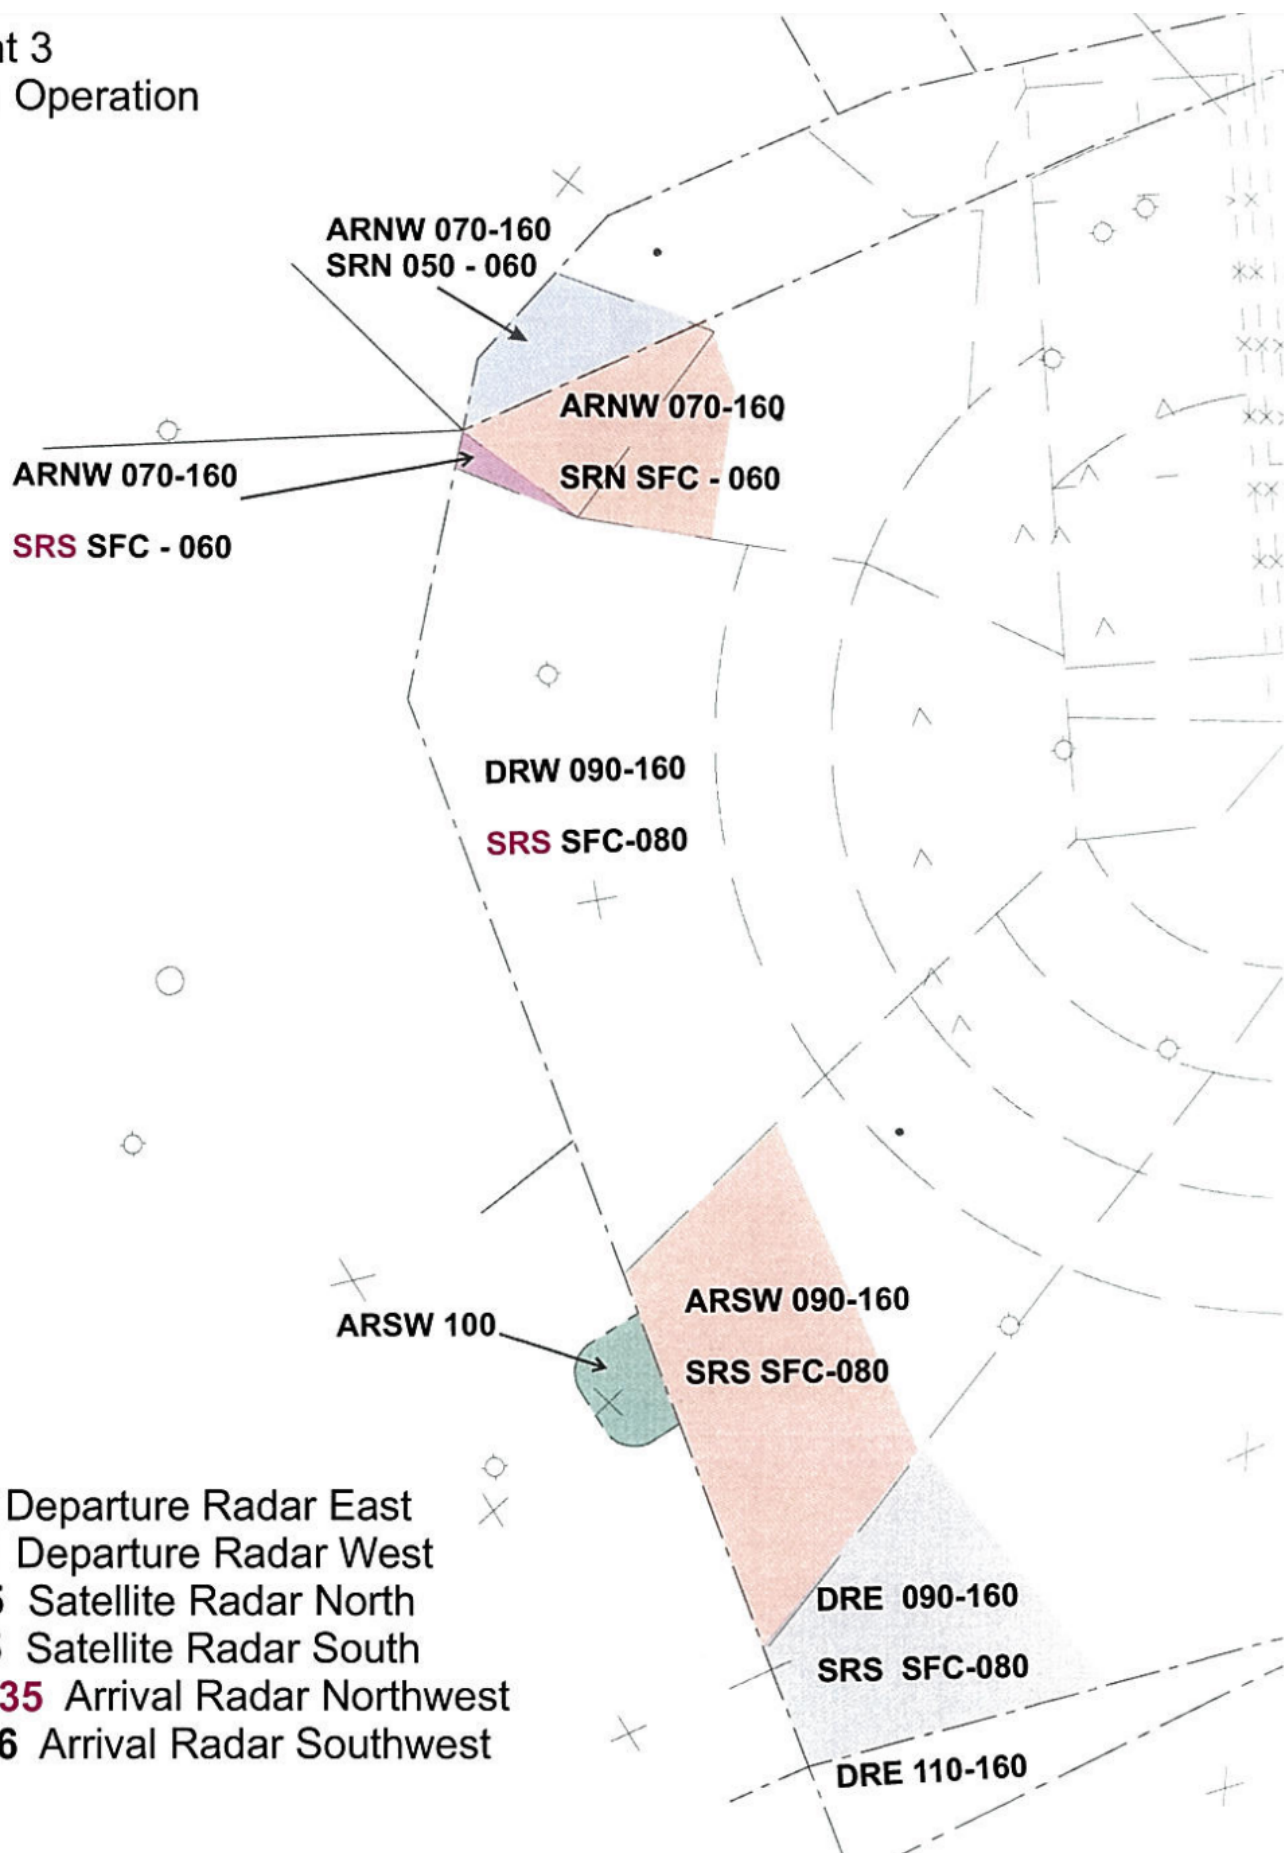 nt 3
Operation
ARNW 070-160
SRN 050 - 060
ARNW 070-160
SRN SFC - 060
ARNW 070-160
SRS SFC - 060
DRW 090-160
SRS SFC-080
ARSW 090-160
SRS SFC-080
ARSW 100
Departure Radar East
Departure Radar West
Satellite Radar North
Satellite Radar South
35 Arrival Radar Northwest
6 Arrival Radar Southwest
DRE 090-160
SRS SFC-080
DRE 110-160